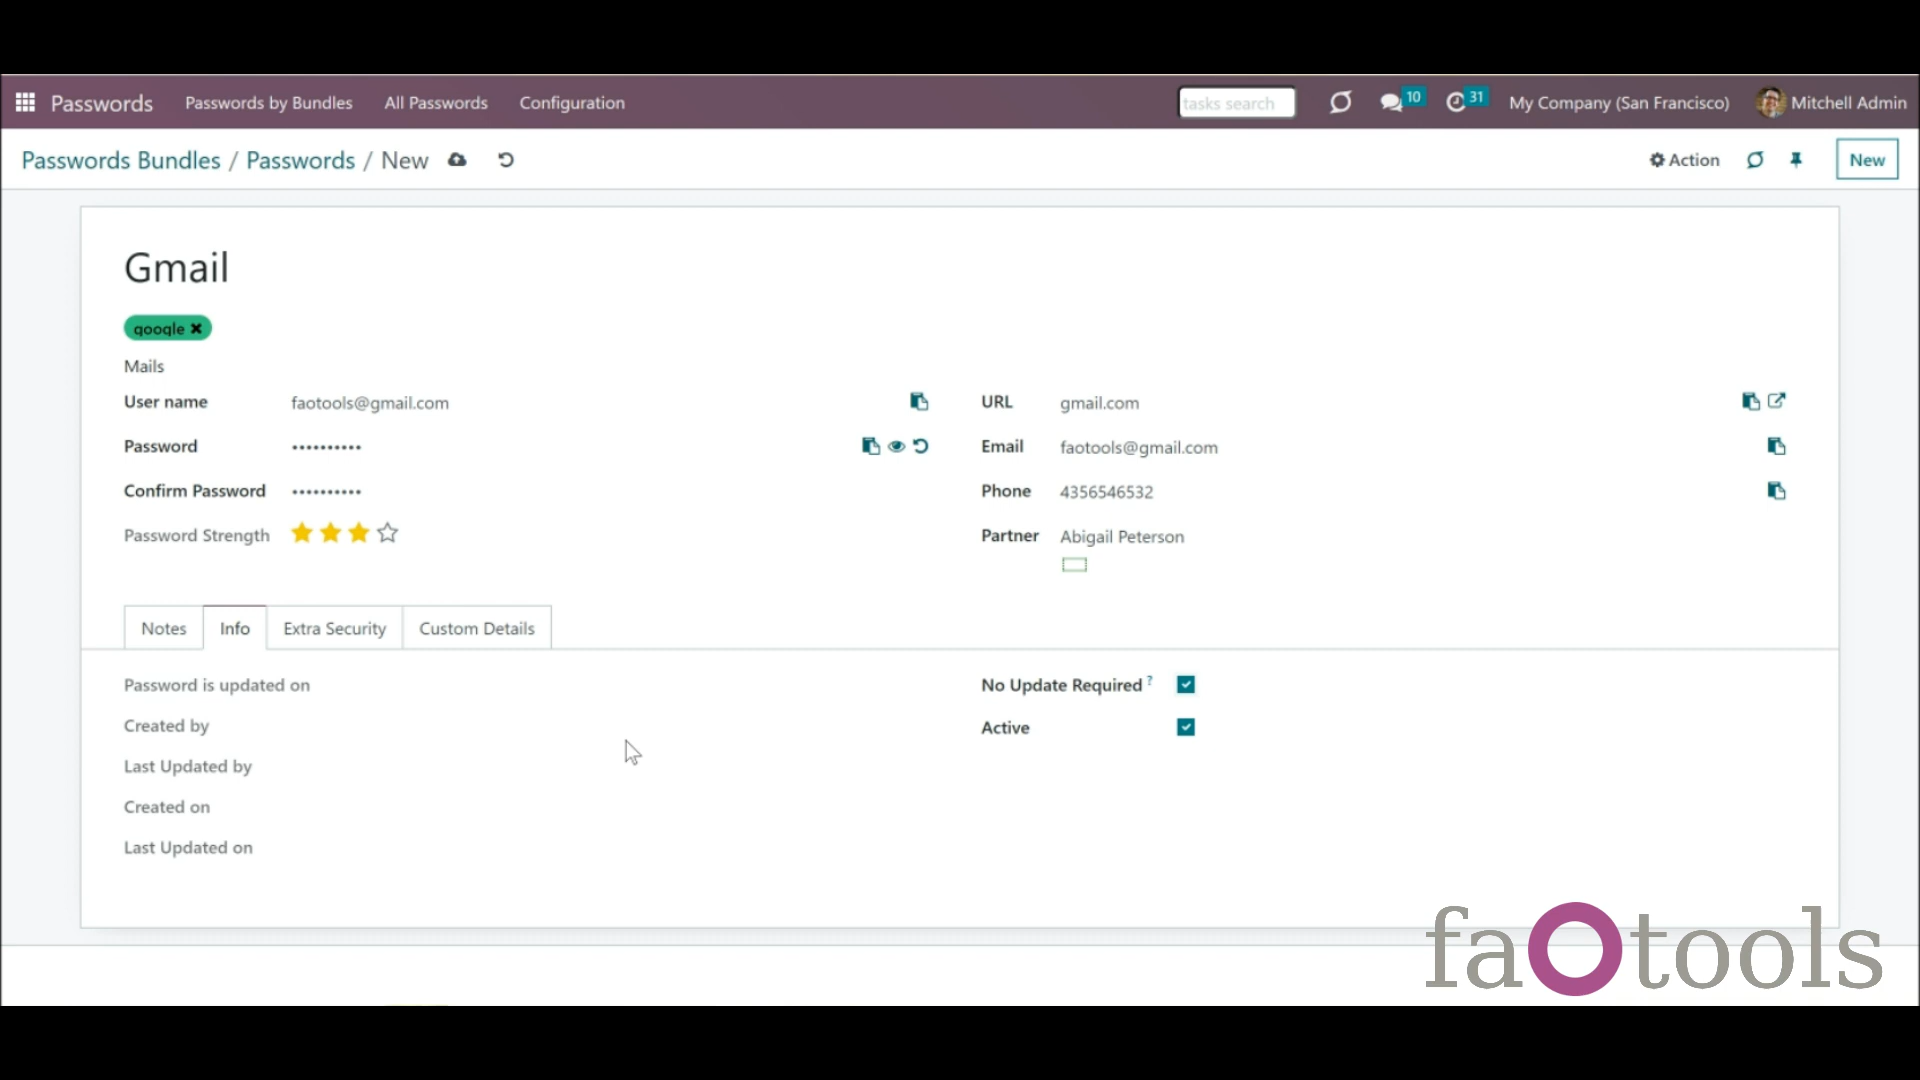 Passwords Passwords by Bundles All Passwords Configuration tasks search 10 31 My Company (San Francisco) Mitchell Admin
Passwords Bundles / Passwords / New Action New
Gmail
google
Mails
User name faotools@gmail.com
Password ••••••••••
Confirm Password ••••••••••
Password Strength
URL gmail.com
Email faotools@gmail.com
Phone 4356546532
Partner Abigail Peterson
Notes Info Extra Security Custom Details
Password is updated on
Created by
Last Updated by
Created on
Last Updated on
No Update Required ?
Active
faOtools